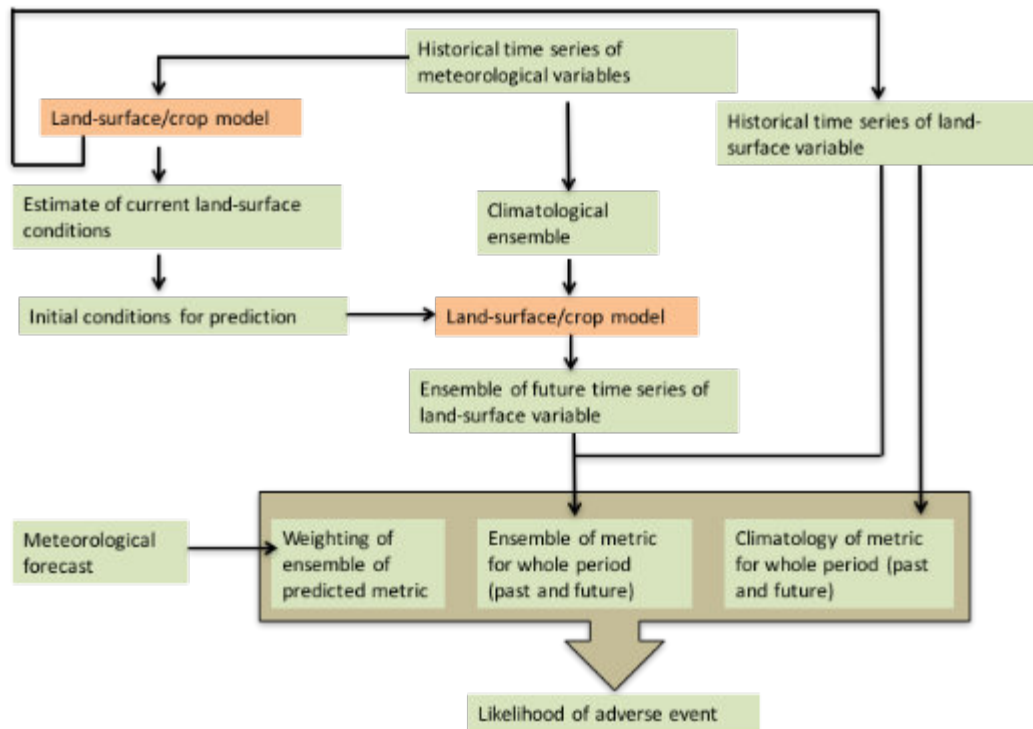 Historical time series of
meteorological variables
Land-surface/crop model
Historical time series of land-
surface variable
Estimate of current land-surface
conditions
Climatological
ensemble
Initial conditions for prediction
Land-surface/crop model
Ensemble of future time series of
land-surface variable
Meteorological
forecast
Weighting of
ensemble of
predicted metric
Ensemble of metric
for whole period
(past and future)
Climatology of metric
for whole period (past
and future)
Likelihood of adverse event